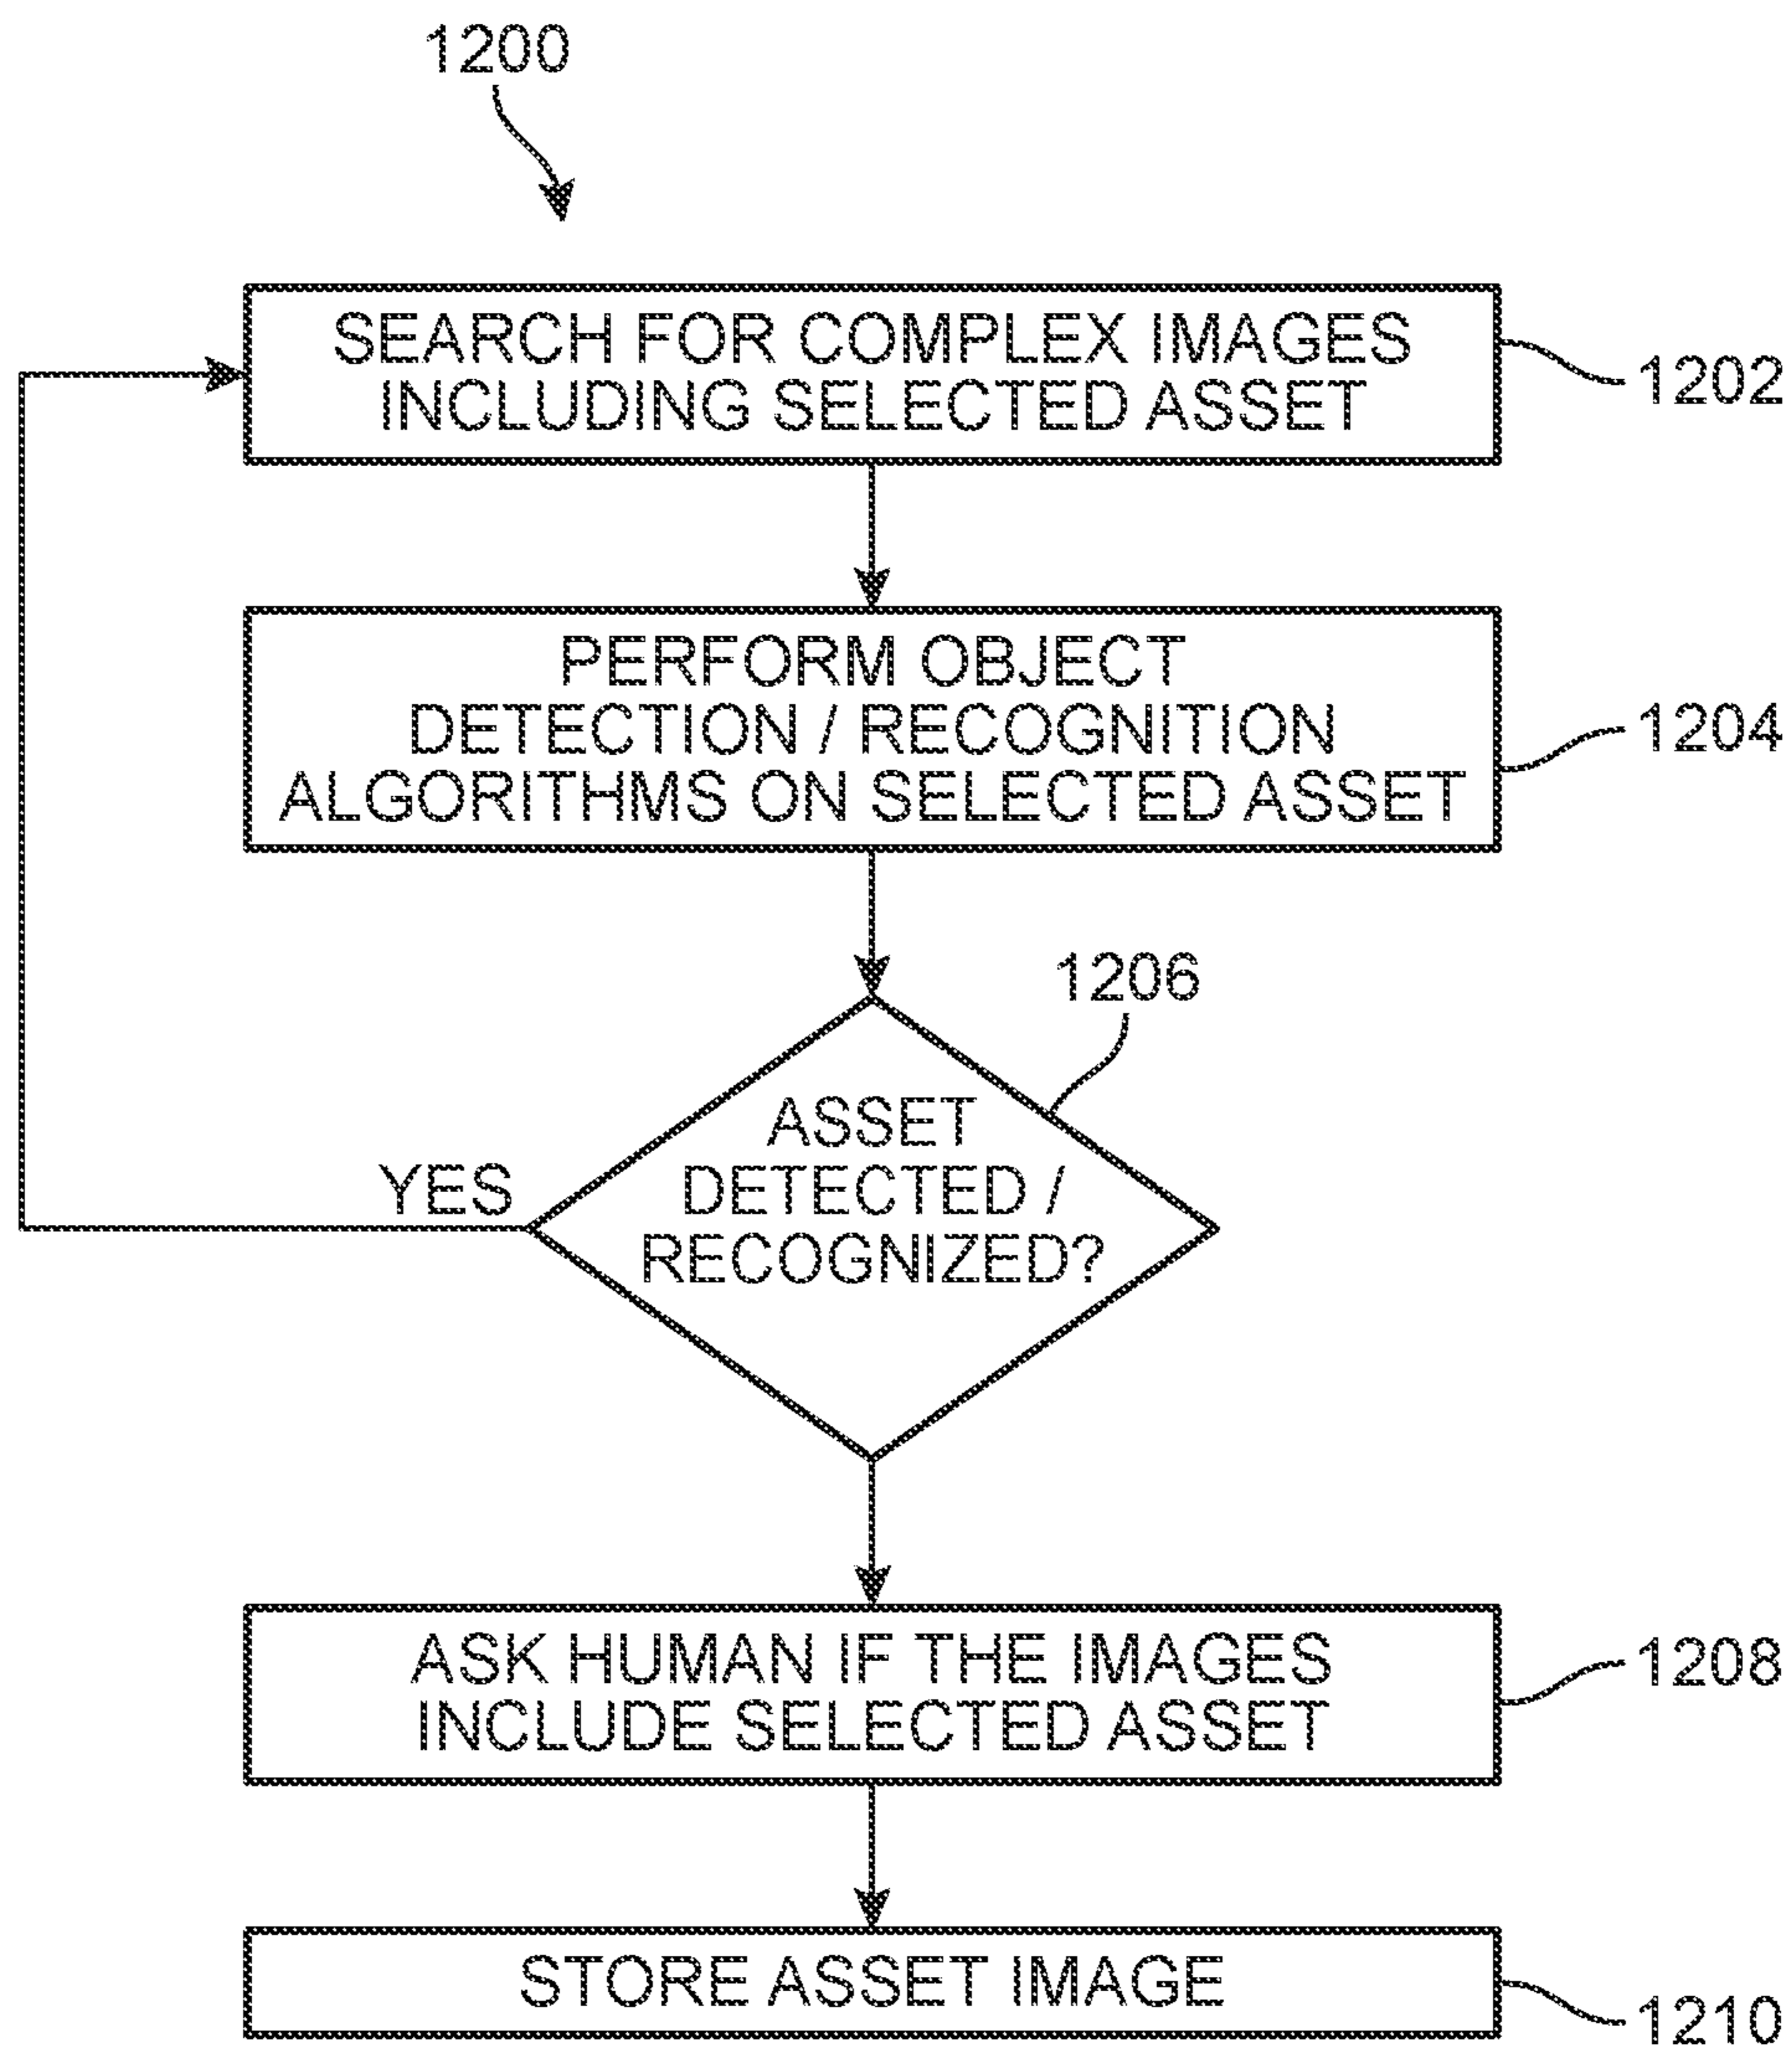 1200
SEARCH FOR COMPLEX IMAGES
INCLUDING SELECTED ASSET
1202
PERFORM OBJECT
DETECTION / RECOGNITION
ALGORITHMS ON SELECTED ASSET
1204
1206
ASSET
DETECTED /
RECOGNIZED?
YES
ASK HUMAN IF THE IMAGES
INCLUDE SELECTED ASSET
1208
STORE ASSET IMAGE
1210